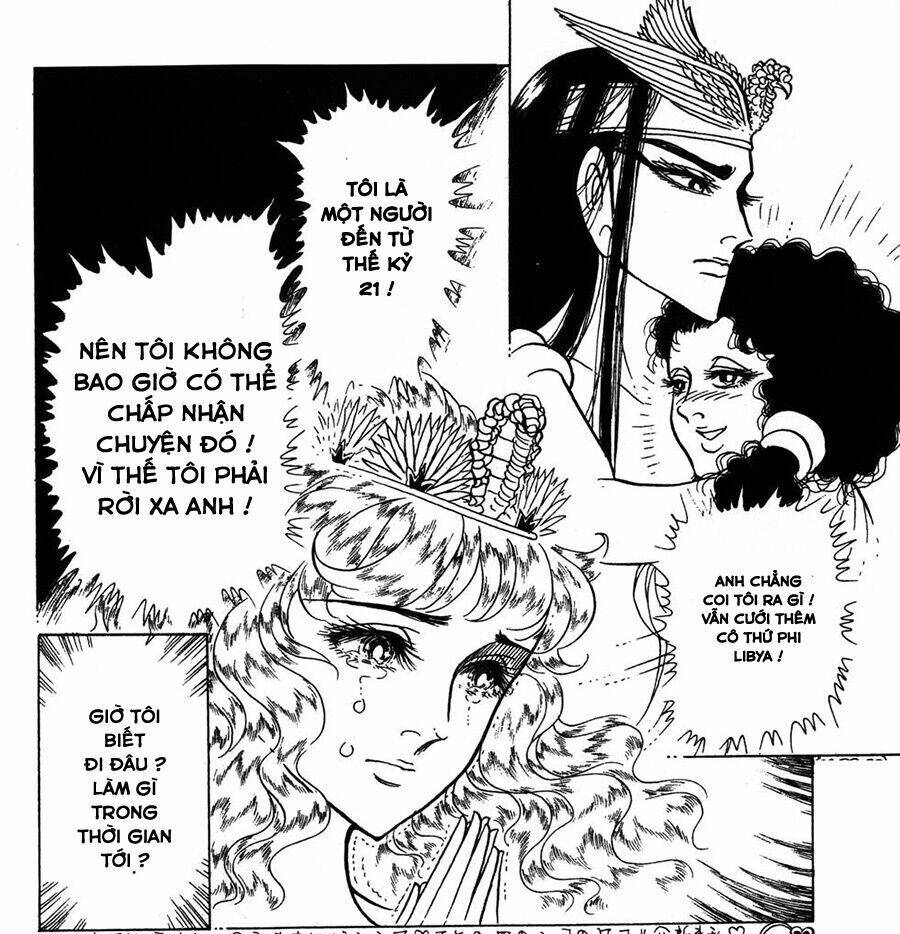 ANH CHẲNG
COI TÔI RA GÌ !
VẪN CƯỚI THÊM
CÔ THỨ PHI
LIBYA !
TÔI LÀ
MỘT NGƯỜI
ĐẾN TỪ
THẾ KỶ
21 !
NÊN TÔI KHÔNG
BAO GIỜ CÓ THỂ
CHẤP NHẬN
CHUYỆN ĐÓ !
VÌ THẾ TÔI PHẢI
RỜI XA ANH !
GIỜ TÔI
BIẾT
ĐI ĐÂU ?
LÀM GÌ
TRONG
THỜI GIAN
TỚI ?